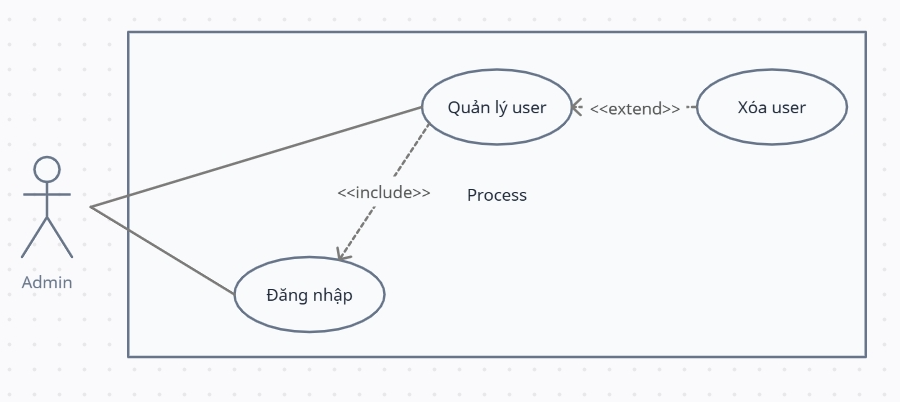 Quản lý user
<<extend>>
Xóa user
<<include>>
Process
Admin
Đăng nhập